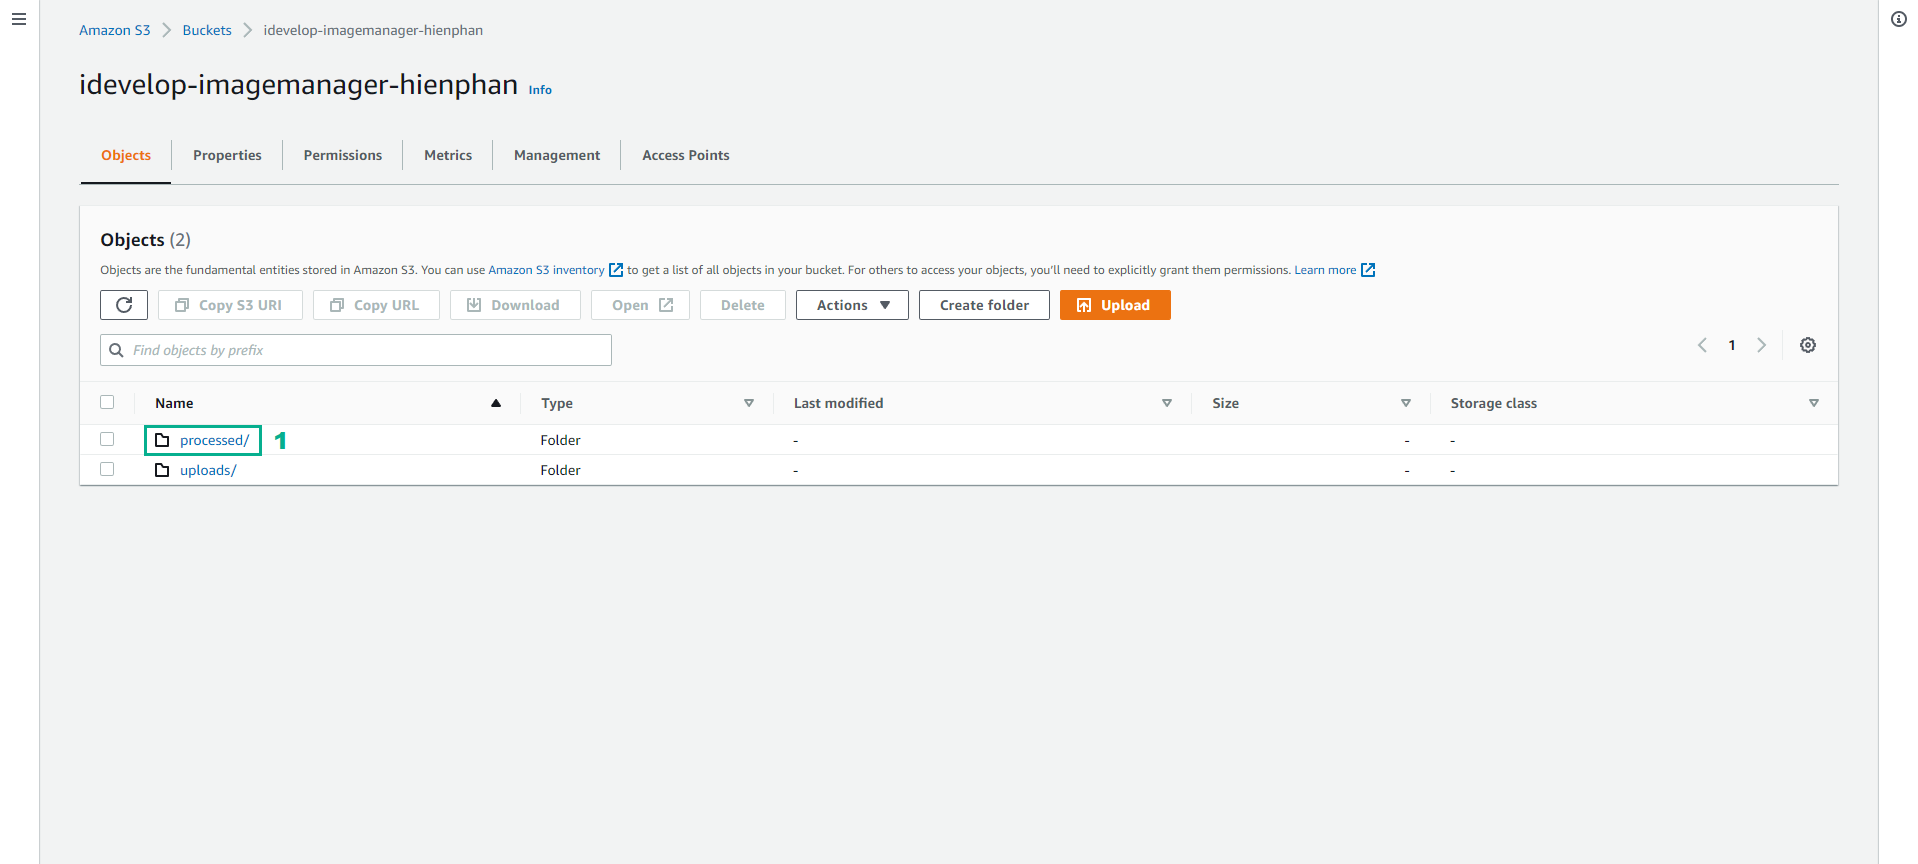 Amazon S3 Buckets idevelop-imagemanager-hienphan
idevelop-imagemanager-hienphan Info
Objects Properties Permissions Metrics Management Access Points
Objects (2)
Objects are the fundamental entities stored in Amazon S3. You can use Amazon S3 inventory to get a list of all objects in your bucket. For others to access your objects, you'll need to explicitly grant them permissions. Learn more
Copy S3 URI Copy URL Download Open Delete Actions Create folder Upload
Find objects by prefix 1
Name Type Last modified Size Storage class
processed/ 1 Folder - - -
uploads/ Folder - - -